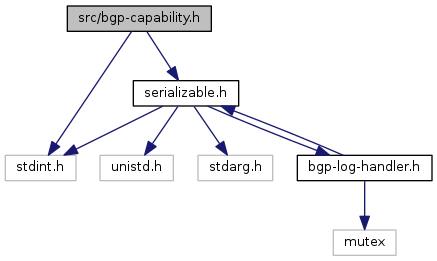 src/bgp-capability.h
serializable.h
stdint.h
unistd.h
stdarg.h
bgp-log-handler.h
mutex